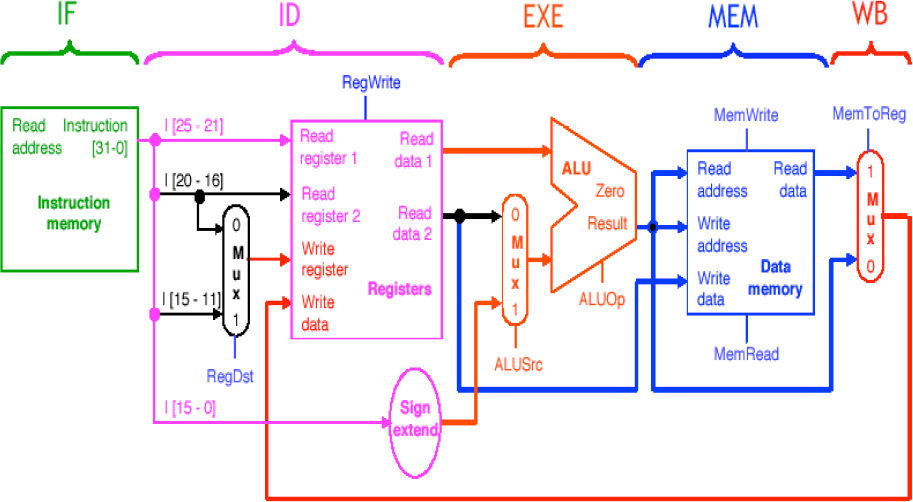 IF
ID
EXE
MEM
WB
RegWrite
MemWrite
MemToReg
Read Instruction
address [31-0]
Instruction
memory
I [25 - 21]
I [20 - 16]
I [15 - 11]
I [15 - 0]
0
M
u
x
1
RegDst
Read
register 1
Read
data 1
Read
register 2
Read
data 2
Write
register
Registers
Write
data
Sign
extend
0
M
u
x
1
ALUSrc
ALU
Zero
Result
ALUOp
Read
address
Read
data
Write
address
Write
data
Data
memory
MemRead
1
M
u
x
0